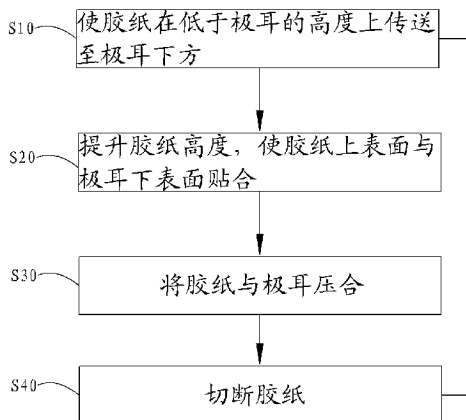 S10
使胶纸在低于极耳的高度上传送
至极耳下方
S20
提升胶纸高度，使胶纸上表面与
极耳下表面贴合
S30
将胶纸与极耳压合
S40
切断胶纸